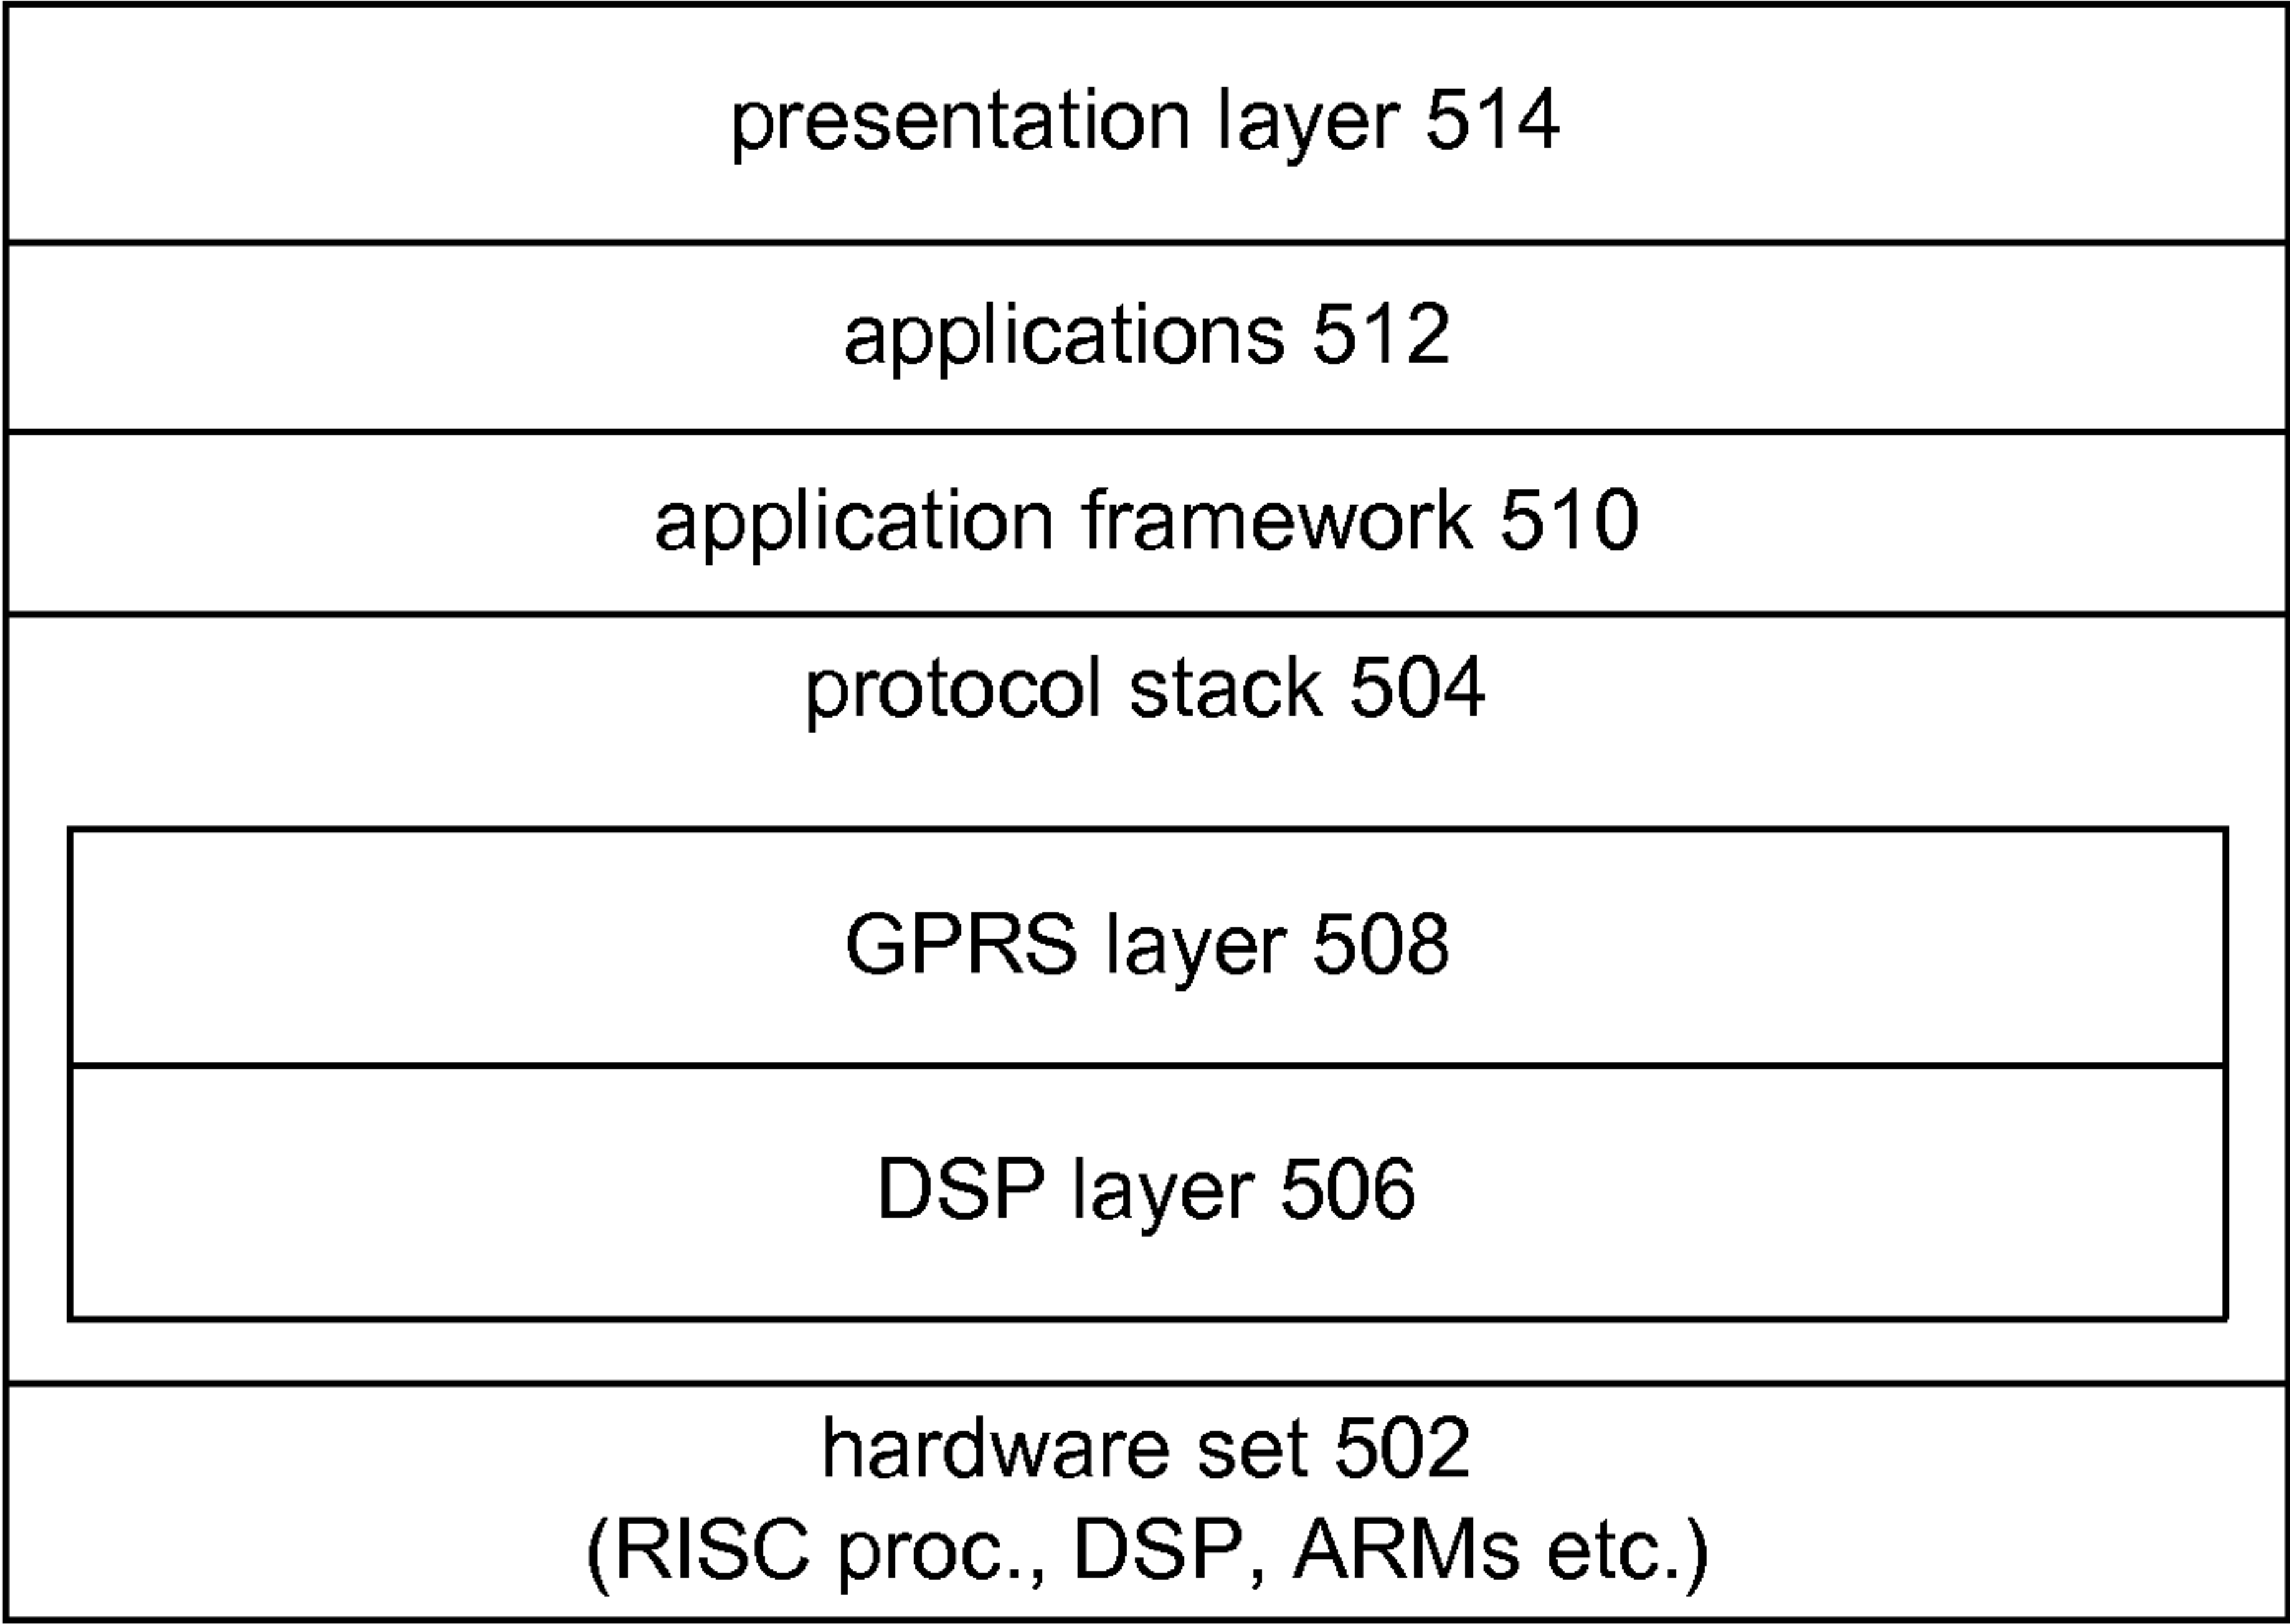 presentation layer 514
applications 512
application framework 510
protocol stack 504
GPRS layer 508
DSP layer 506
hardware set 502
(RISC proc., DSP, ARMs etc.)